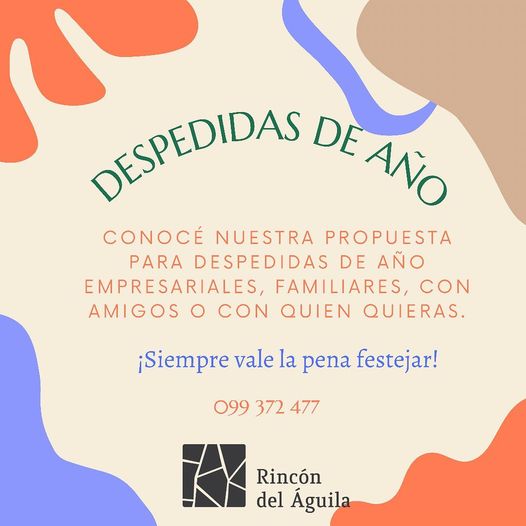 DESPEDIDAS DE AÑO
CONOCÉ NUESTRA PROPUESTA
PARA DESPEDIDAS DE AÑO
EMPRESARIALES, FAMILIARES, CON
AMIGOS O CON QUIEN QUIERAS.
¡Siempre vale la pena festejar!
099 372 477
Rincón
del Águila